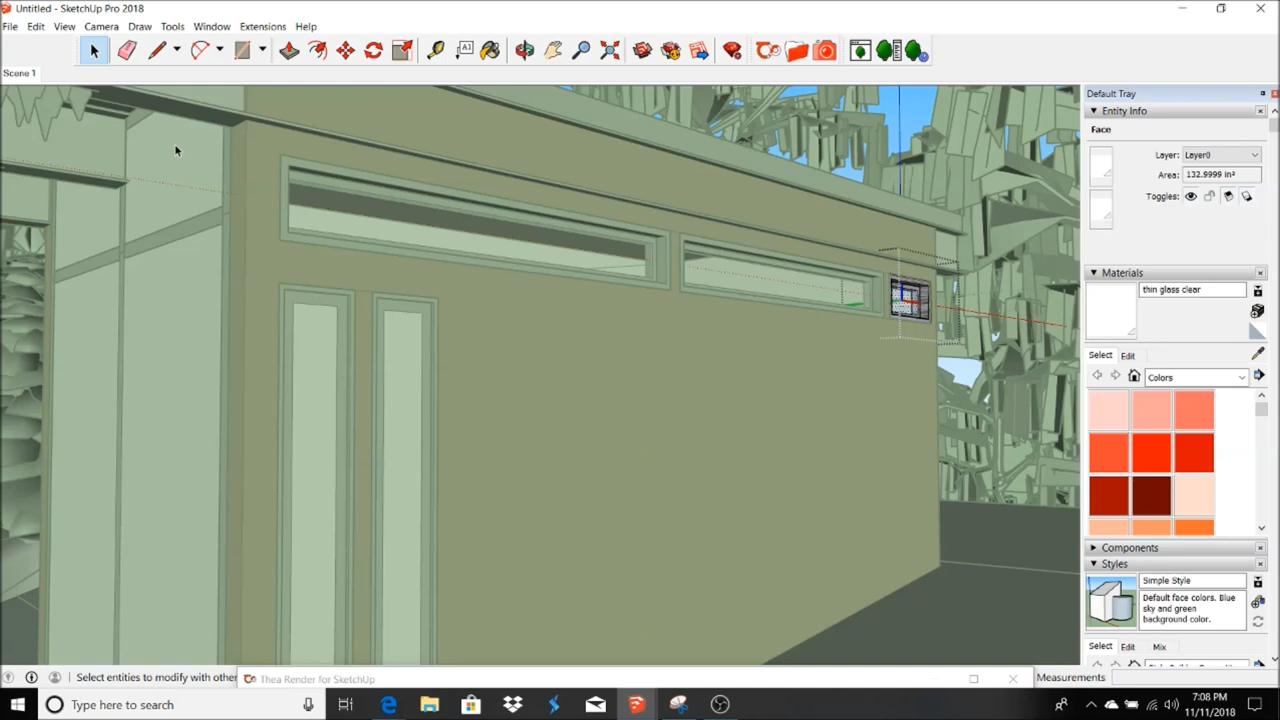 Untitled - SketchUp Pro 2018
File Edit View Camera Draw Tools Window Extensions Help
Scene 1
Default Tray
Entity Info
Face
Layer: Layer0
Area: 132.9999 in²
Toggles:
Materials
thin glass clear
Select Edit
Colors
Components
Styles
Simple Style
Default face colors. Blue
sky and green
background color.
Select Edit Mix
Select entities to modify with other
Thea Render for SketchUp
Measurements
Type here to search
7:08 PM
11/11/2018